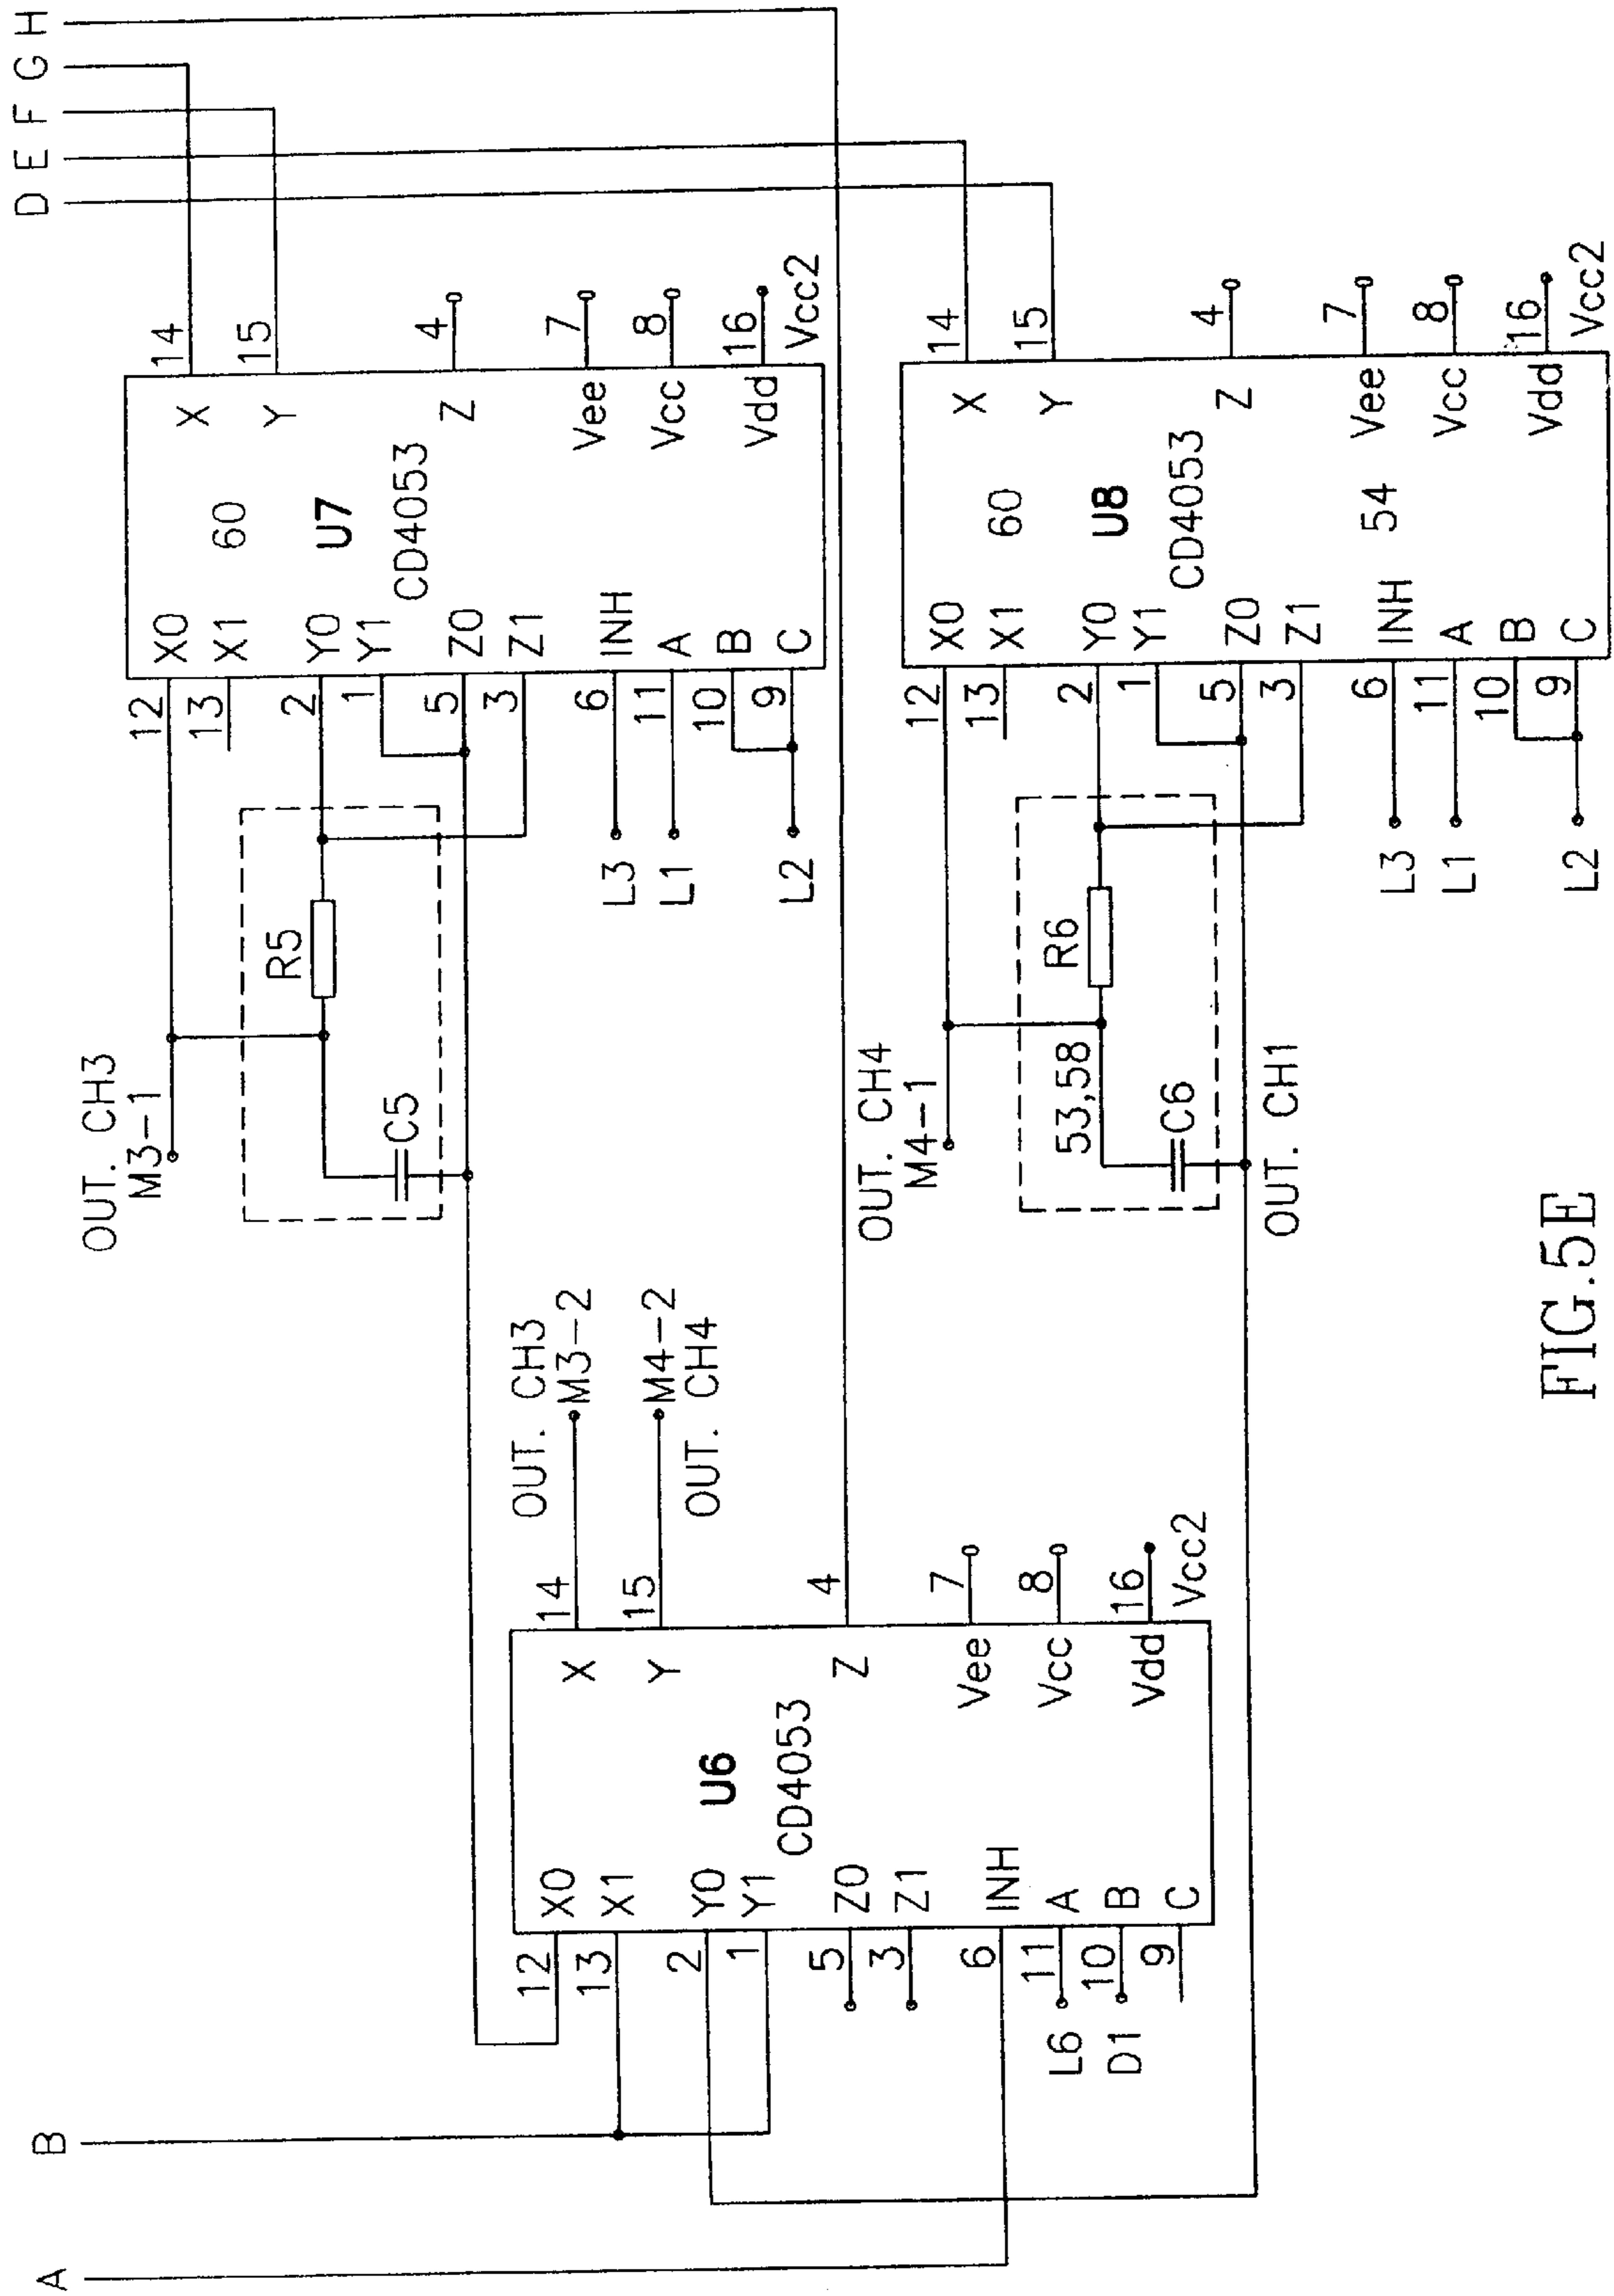 A
B
D
E
F
G
H
OUT. CH3
M3-1
C5
R5
12
13
2
1
5
3
6
11
10
9
L3
L1
L2
X0
X1
Y0
Y1
Z0
Z1
INH
A
B
C
60
U7
CD4053
X
Y
Z
Vee
Vcc
Vdd
14
15
4
7
8
16
Vcc2
12
13
2
1
5
3
6
11
10
9
L6
D1
X0
X1
Y0
Y1
Z0
Z1
INH
A
B
C
U6
CD4053
X
Y
Z
Vee
Vcc
Vdd
14
15
4
7
8
16
Vcc2
OUT. CH3
M3-2
M4-2
OUT. CH4
OUT. CH4
M4-1
53,58
C6
R6
OUT. CH1
12
13
2
1
5
3
6
11
10
9
L3
L1
L2
X0
X1
Y0
Y1
Z0
Z1
INH
A
B
C
60
U8
CD4053
54
X
Y
Z
Vee
Vcc
Vdd
14
15
4
7
8
16
Vcc2
FIG.5E